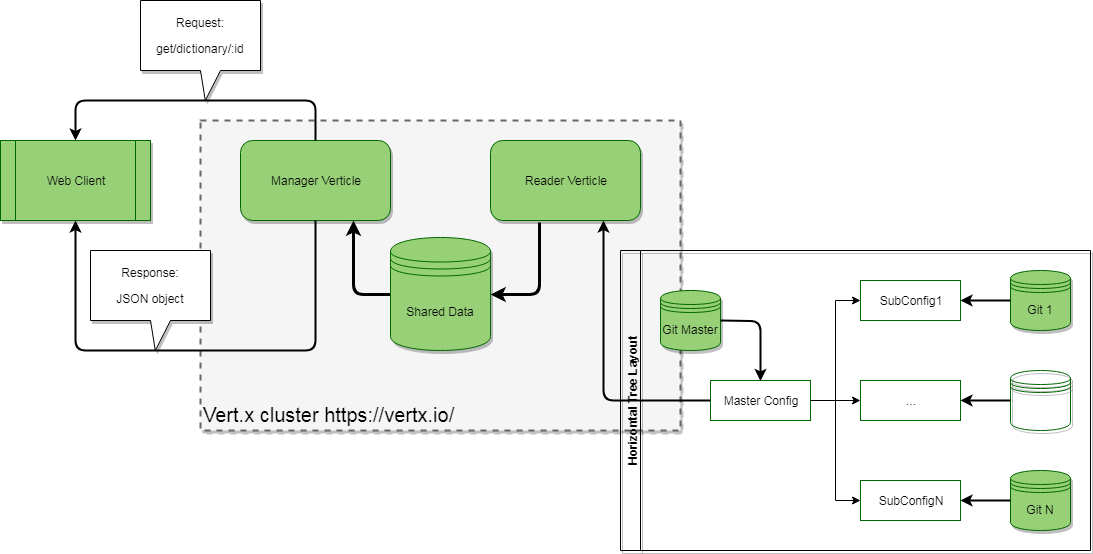 Request:
get/dictionary/:id
Web Client
Manager Verticle
Reader Verticle
Response:
JSON object
Shared Data
Vert.x cluster https://vertx.io/
Horizontal Tree Layout
Git Master
Master Config
SubConfig1
Git 1
...
SubConfigN
Git N